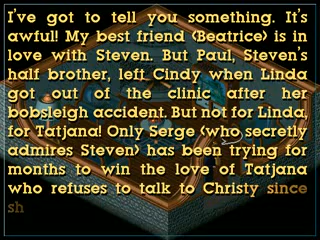 I've got to tell you something. It's
awful! My best friend (Beatrice) is in
love with Steven. But Paul, Steven's
half brother, left Cindy when Linda
got out of the clinic after her
bobsleigh accident. But not for Linda,
for Tatjana! Only Serge (who secretly
admires Steven) has been trying for
months to win the love of Tatjana
who refuses to talk to Christy since
sh